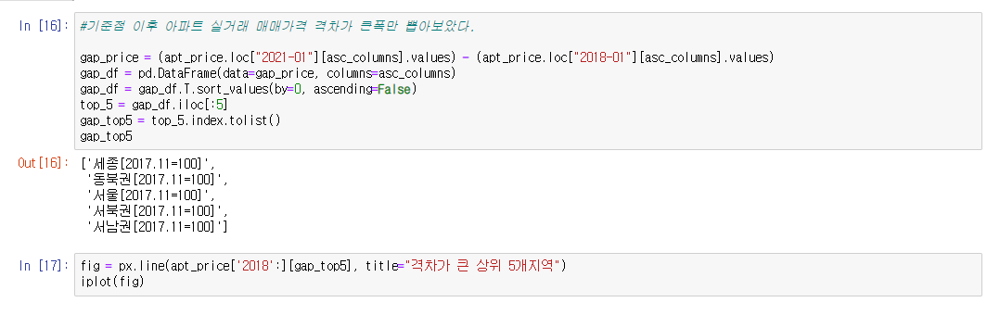 In [16]: #기준점 이후 아파트 실거래 매매가격 격차가 큰폭만 뽑아보았다.
gap_price = (apt_price.loc["2021-01"][asc_columns].values) - (apt_price.loc["2018-01"][asc_columns].values)
gap_df = pd.DataFrame(data=gap_price, columns=asc_columns)
gap_df = gap_df.T.sort_values(by=0, ascending=False)
top_5 = gap_df.iloc[:5]
gap_top5 = top_5.index.tolist()
gap_top5
Out[16]: ['세종[2017.11=100]',
'동북권[2017.11=100]',
'서울[2017.11=100]',
'서북권[2017.11=100]',
'서남권[2017.11=100]']
In [17]: fig = px.line(apt_price['2018':][gap_top5], title="격차가 큰 상위 5개지역")
iplot(fig)